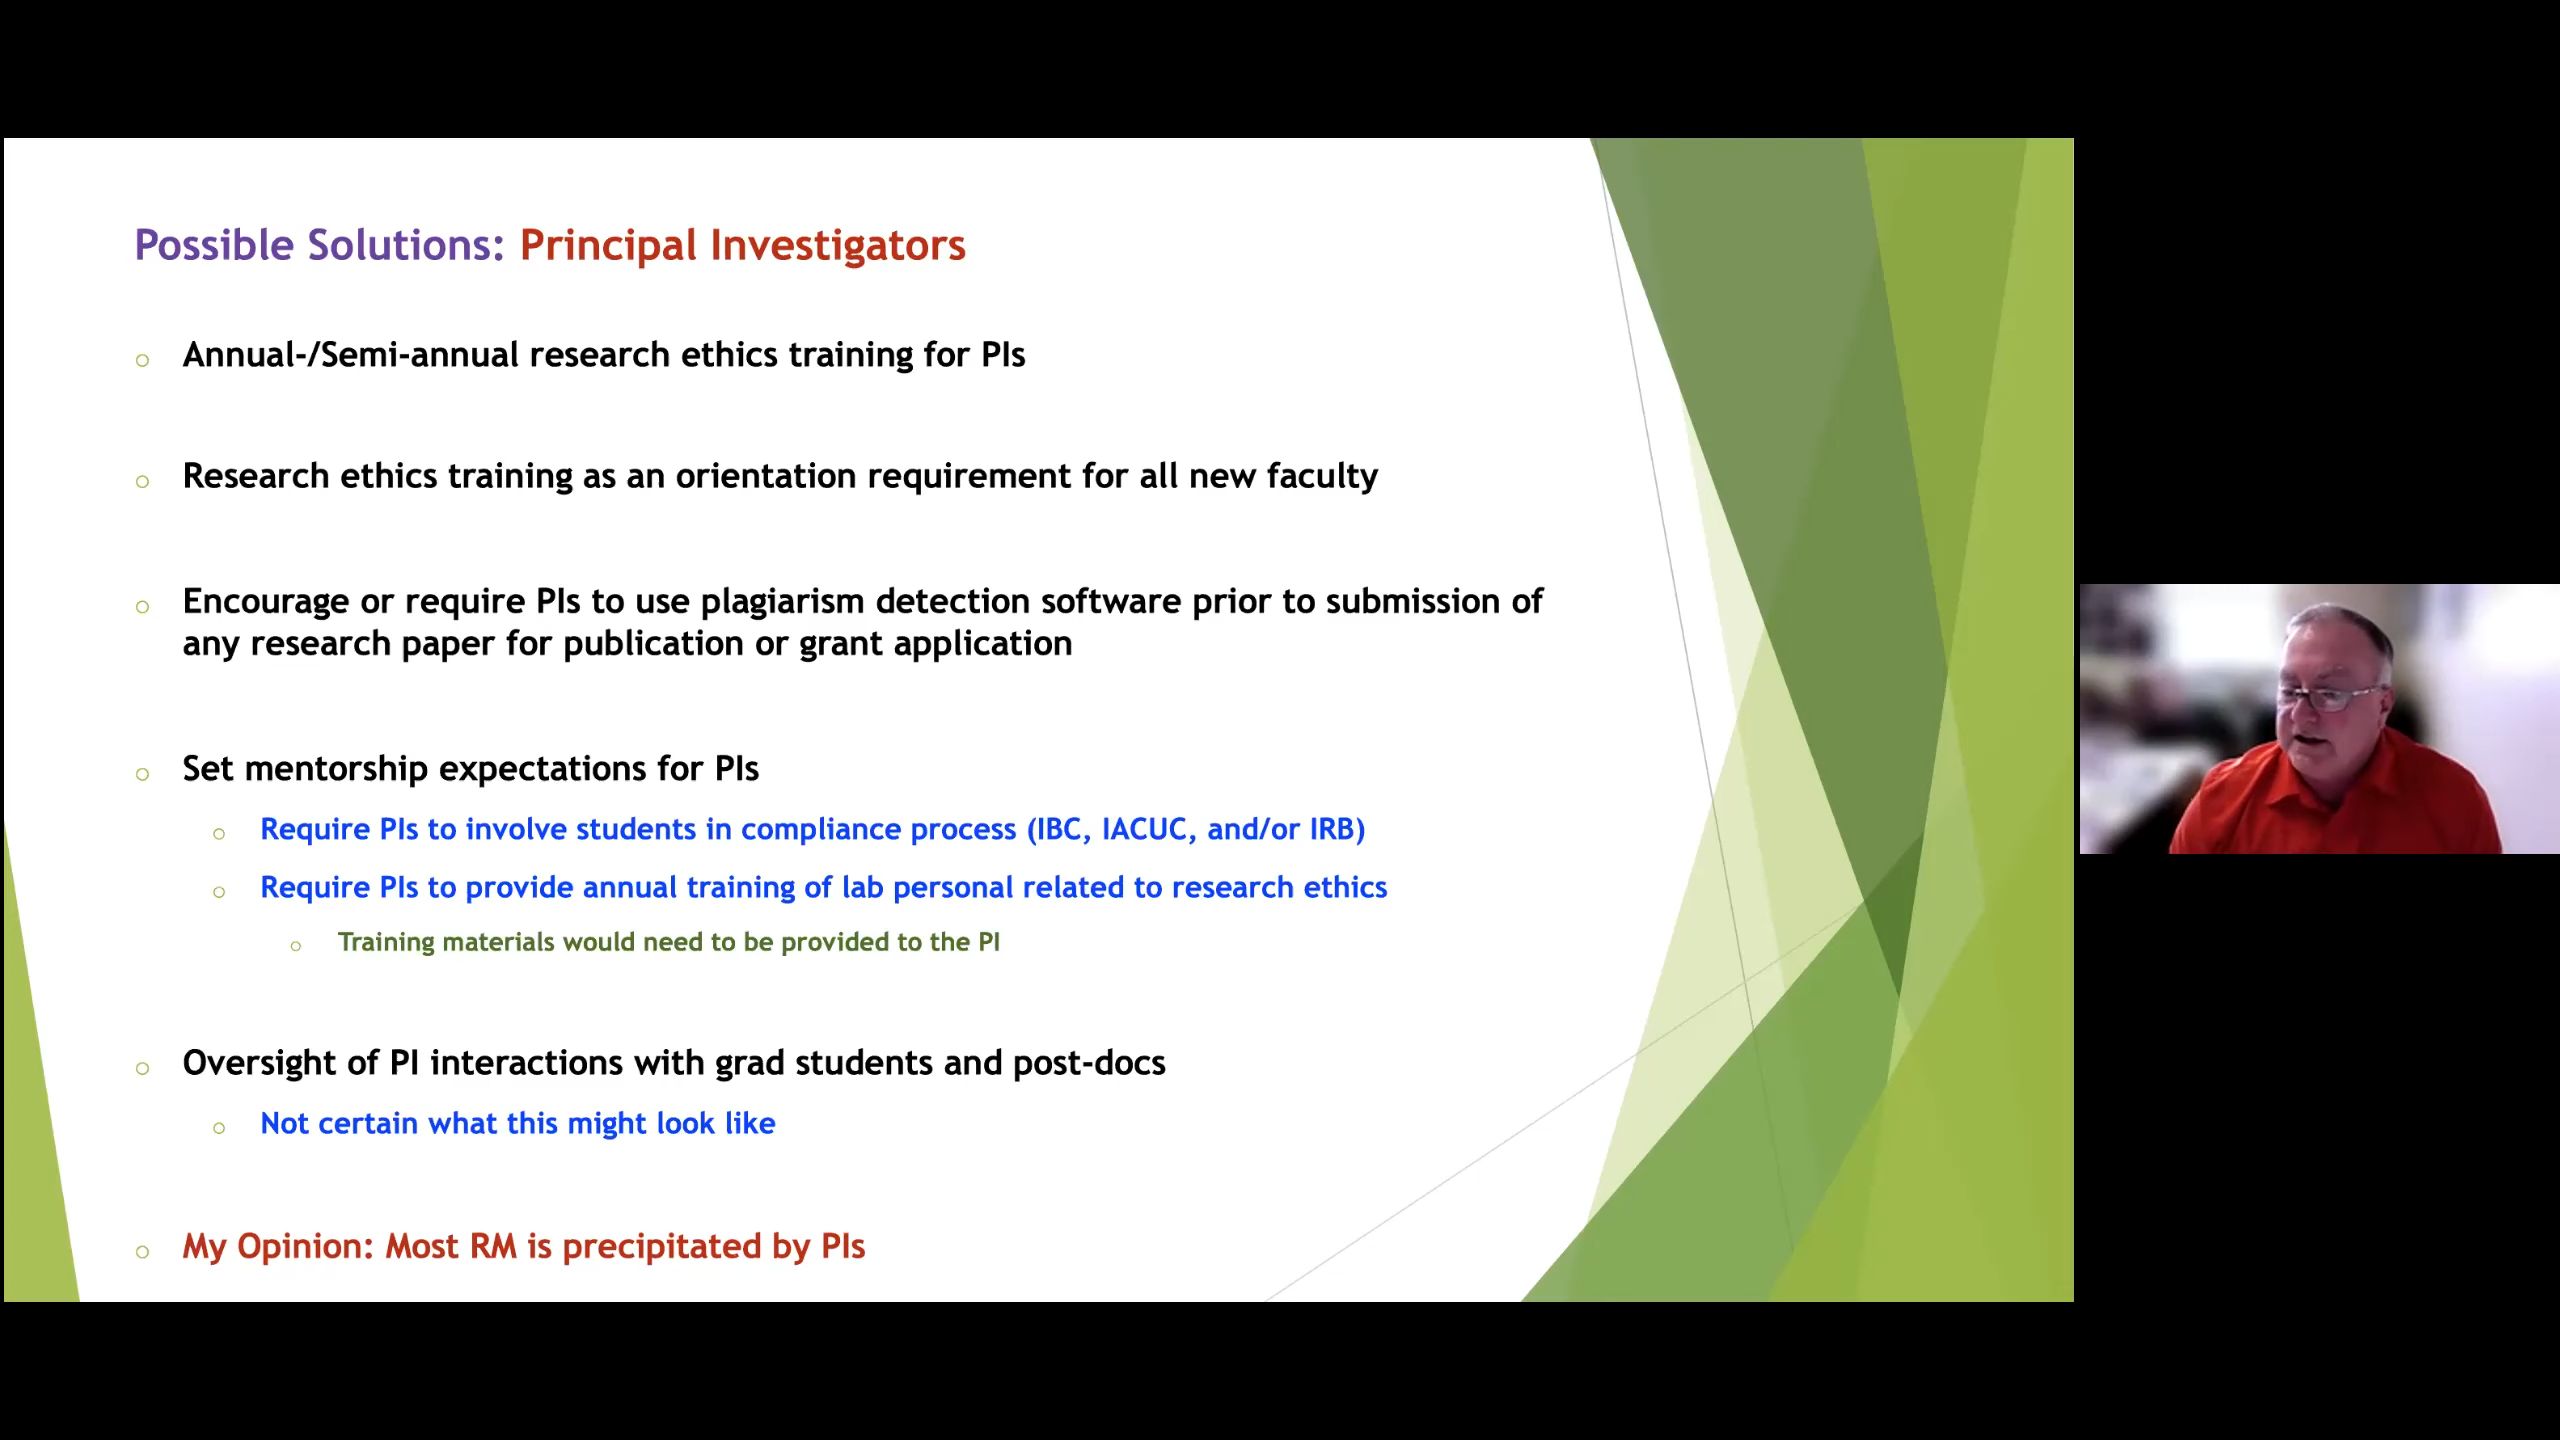 Possible Solutions: Principal Investigators
Annual-/Semi-annual research ethics training for PIs
Research ethics training as an orientation requirement for all new faculty
Encourage or require PIs to use plagiarism detection software prior to submission of
any research paper for publication or grant application
Set mentorship expectations for PIs
Require PIs to involve students in compliance process (IBC, IACUC, and/or IRB)
Require PIs to provide annual training of lab personal related to research ethics
Training materials would need to be provided to the PI
Oversight of PI interactions with grad students and post-docs
Not certain what this might look like
My Opinion: Most RM is precipitated by PIs